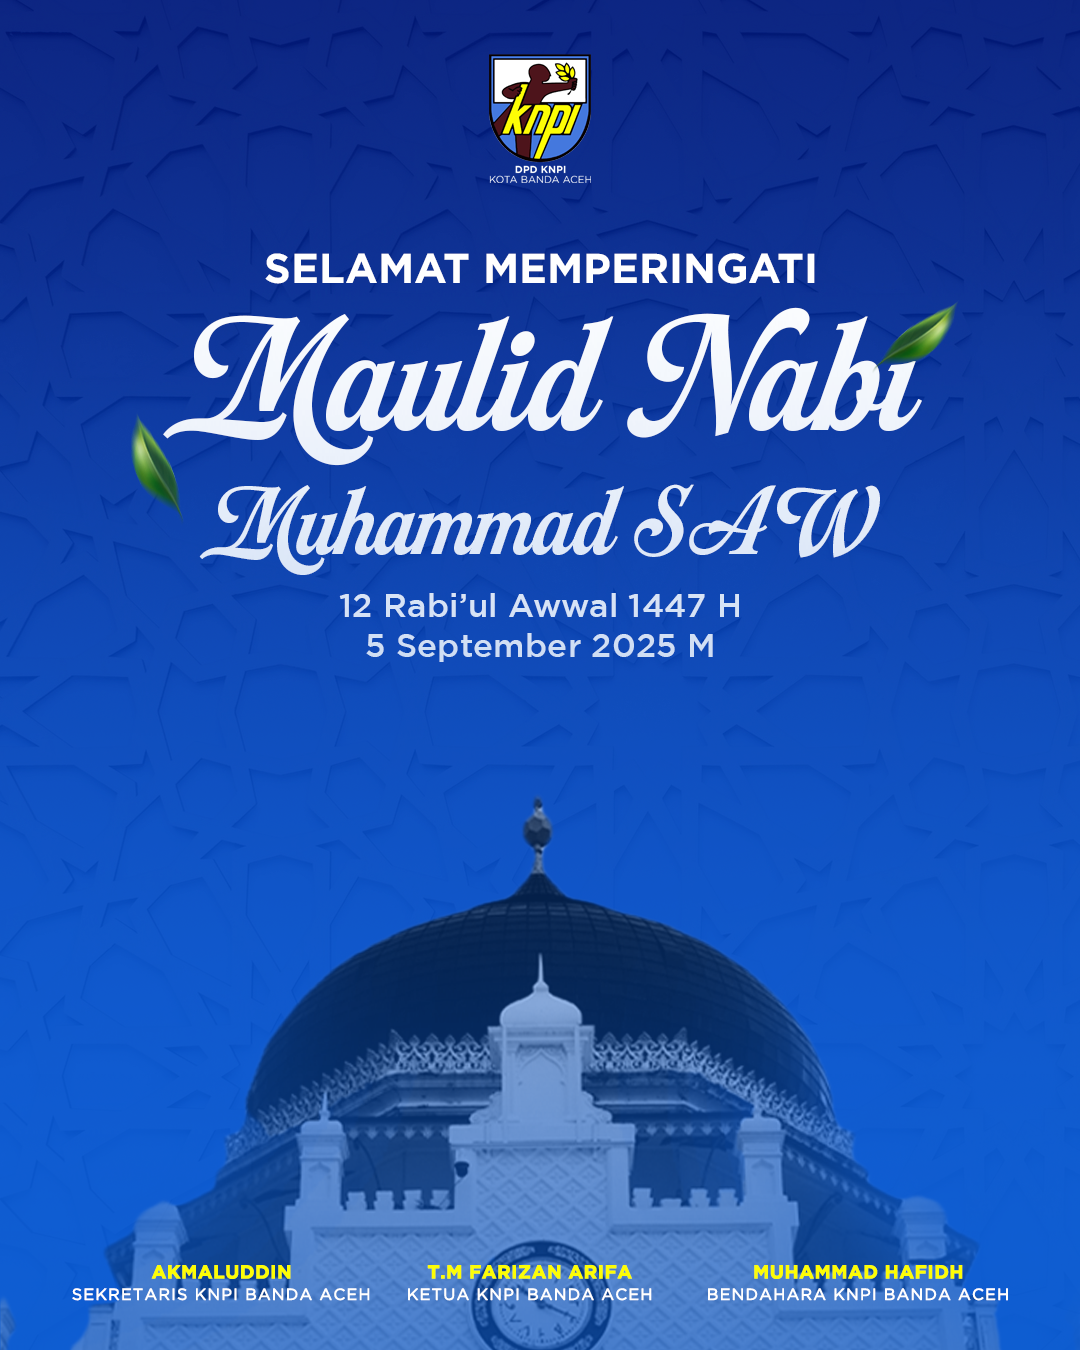 knpi
DPD KNPI
KOTA BANDA ACEH
SELAMAT MEMPERINGATI
Maulid Nabi
Muhammad SAW
12 Rabi’ul Awwal 1447 H
5 September 2025 M
AKMALUDDIN
SEKRETARIS KNPI BANDA ACEH
T.M FARIZAN ARIFA
KETUA KNPI BANDA ACEH
MUHAMMAD HAFIDH
BENDAHARA KNPI BANDA ACEH